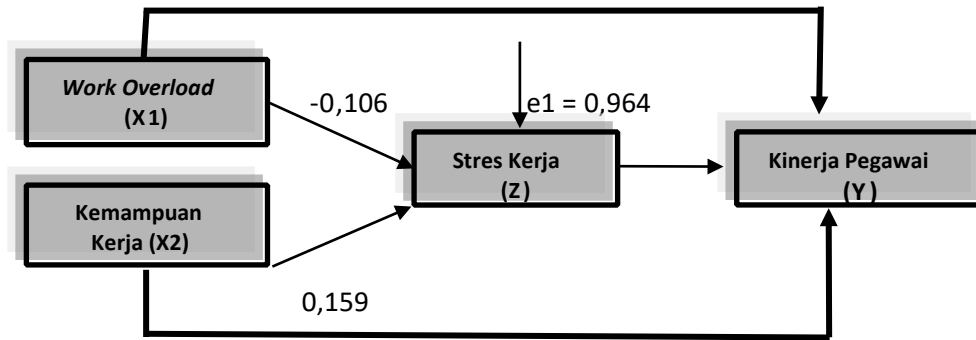 Work Overload
(X1)
-0,106
e1 = 0,964
Stres Kerja
(Z)
Kinerja Pegawai
(Y)
Kemampuan
Kerja (X2)
0,159